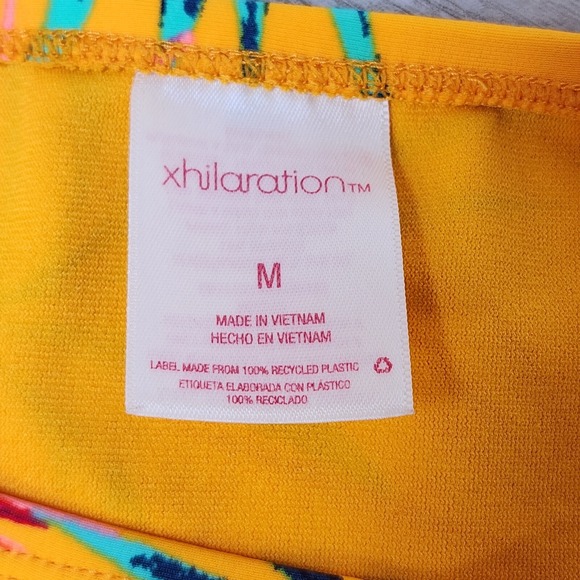 xhilaration™
M
MADE IN VIETNAM
HECHO EN VIETNAM
LABEL MADE FROM 100% RECYCLED PLASTIC
ETIQUETA ELABORADA CON PLÁSTICO
100% RECICLADO